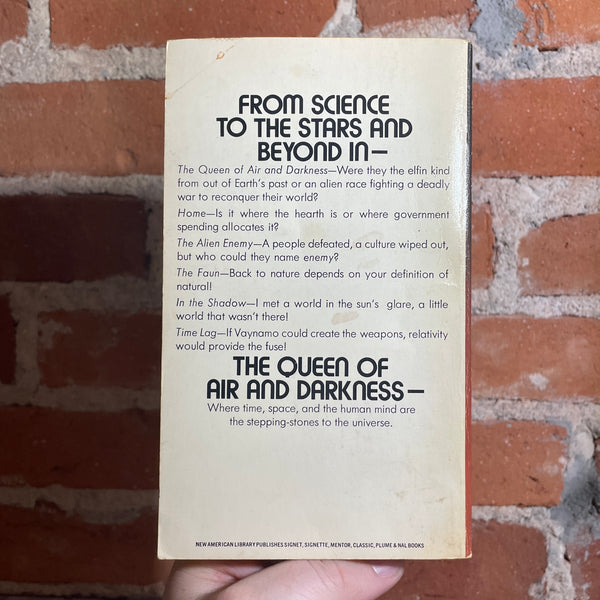 FROM SCIENCE
TO THE STARS AND
BEYOND IN—
The Queen of Air and Darkness—Were they the elfin kind
from out of Earth's past or an alien race fighting a deadly
war to reconquer their world?
Home—Is it where the hearth is or where government
spending allocates it?
The Alien Enemy—A people defeated, a culture wiped out,
but who could they name enemy?
The Faun—Back to nature depends on your definition of
natural!
In the Shadow—I met a world in the sun's glare, a little
world that wasn't there!
Time Lag—If Vaynamo could create the weapons, relativity
would provide the fuse!
THE QUEEN OF
AIR AND DARKNESS—
Where time, space, and the human mind are
the stepping-stones to the universe.
NEW AMERICAN LIBRARY PUBLISHES SIGNET, SIGNETTE, MENTOR, CLASSIC, PLUME & NAL BOOKS